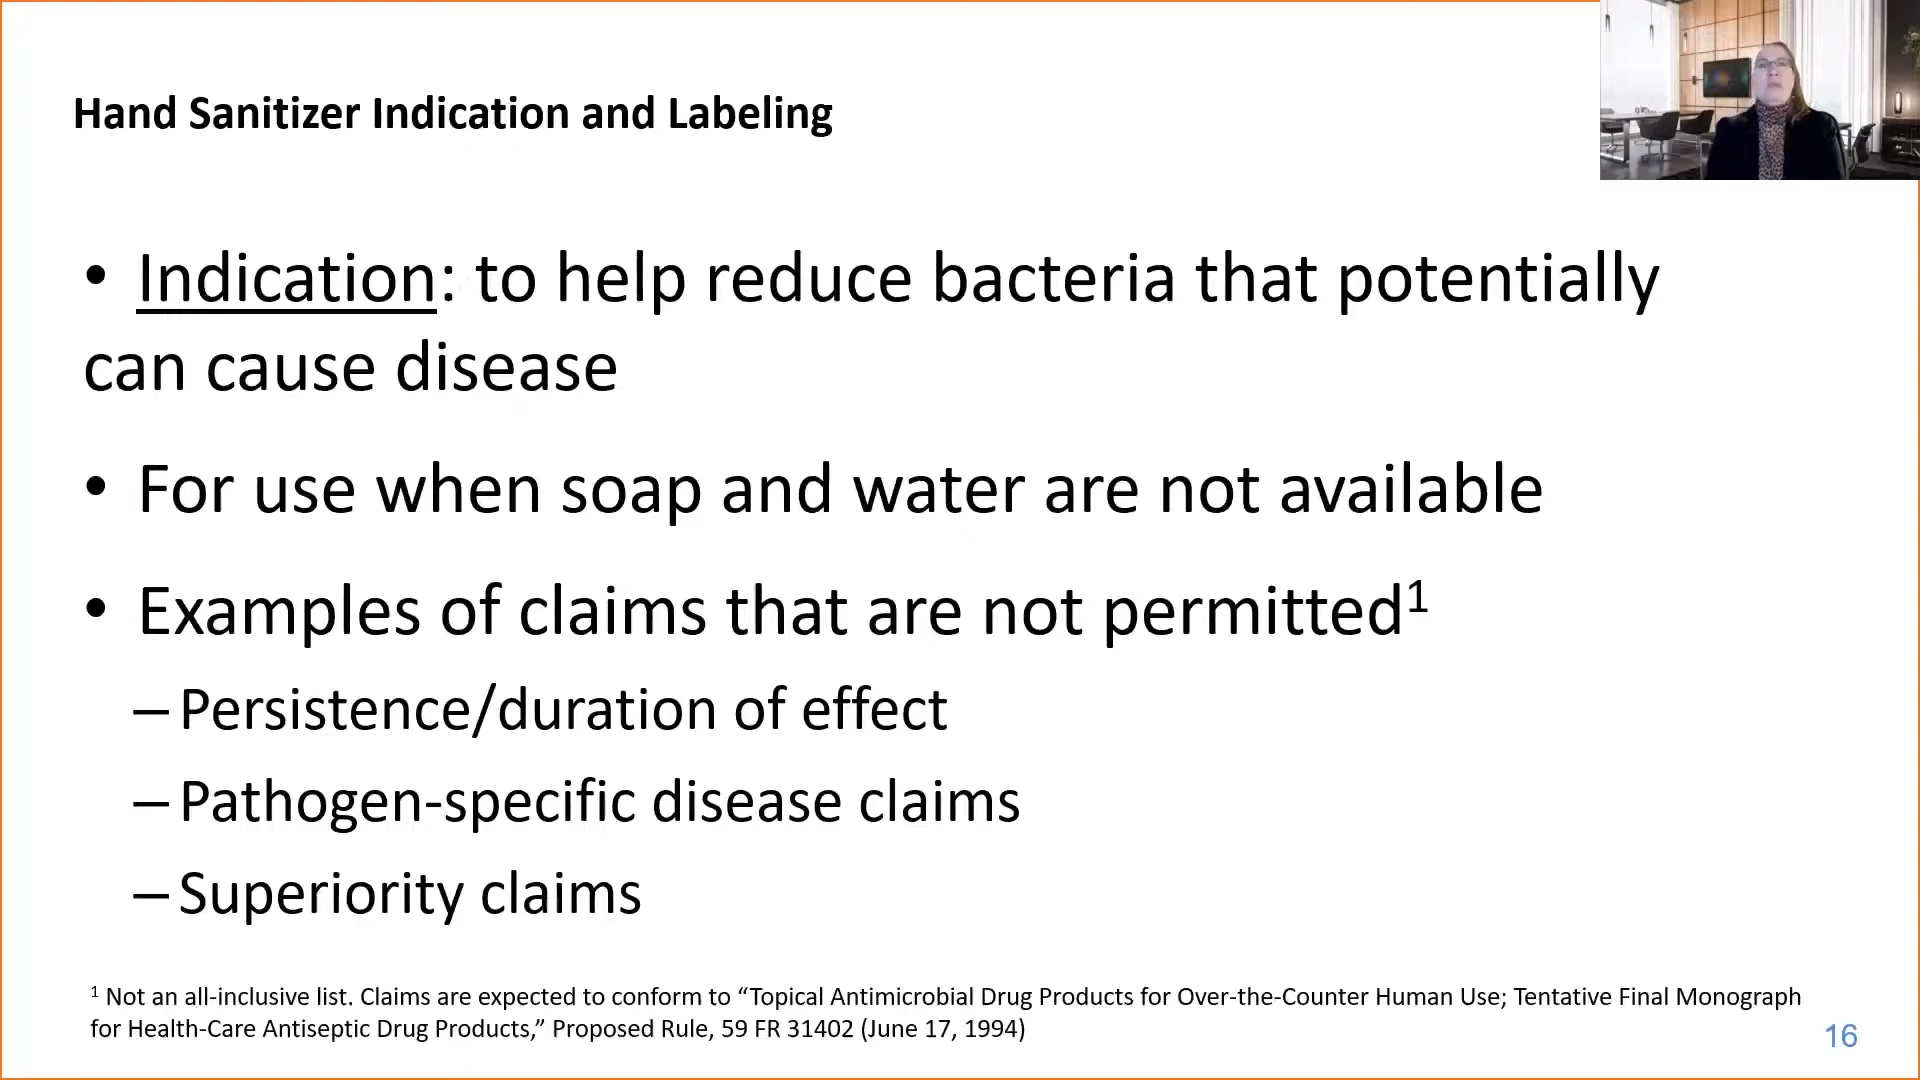 Hand Sanitizer Indication and Labeling
• Indication: to help reduce bacteria that potentially
can cause disease
• For use when soap and water are not available
• Examples of claims that are not permitted¹
– Persistence/duration of effect
– Pathogen-specific disease claims
– Superiority claims
¹ Not an all-inclusive list. Claims are expected to conform to “Topical Antimicrobial Drug Products for Over-the-Counter Human Use; Tentative Final Monograph
for Health-Care Antiseptic Drug Products,” Proposed Rule, 59 FR 31402 (June 17, 1994)
16